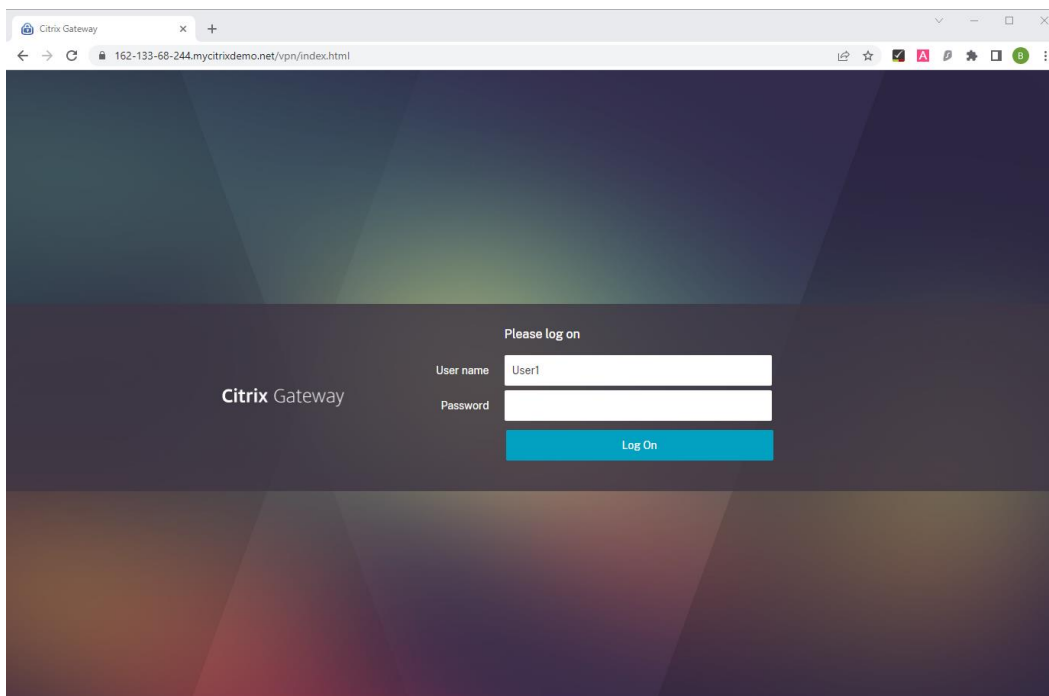 Citrix Gateway
162-133-68-244.mycitrixdemo.net/vpn/index.html
A
B
Please log on
User name User1
Citrix Gateway
Password
Log On